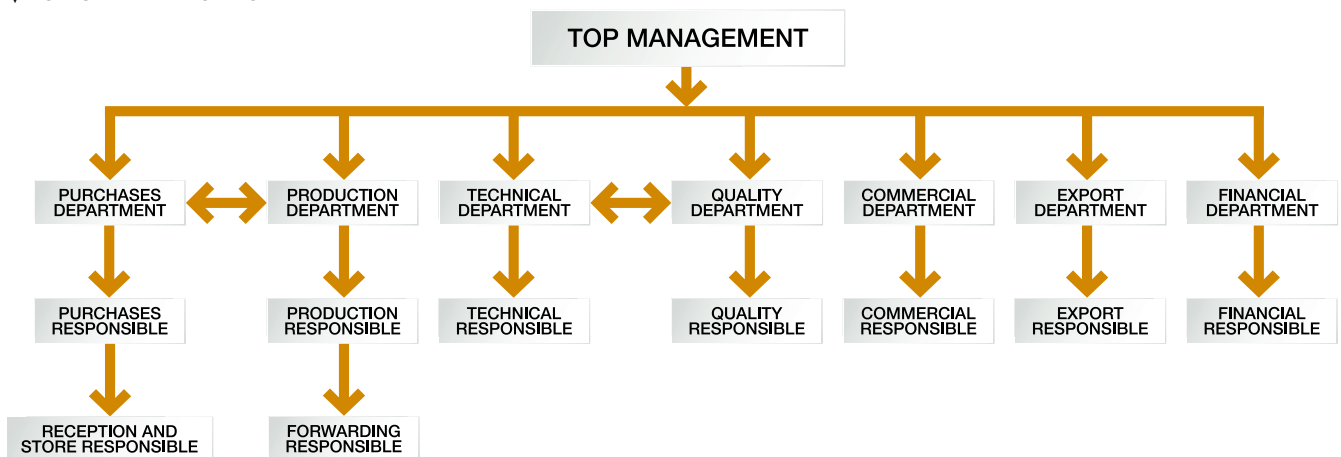 TOP MANAGEMENT
PURCHASES
DEPARTMENT
PRODUCTION
DEPARTMENT
TECHNICAL
DEPARTMENT
QUALITY
DEPARTMENT
COMMERCIAL
DEPARTMENT
EXPORT
DEPARTMENT
FINANCIAL
DEPARTMENT
PURCHASES
RESPONSIBLE
PRODUCTION
RESPONSIBLE
TECHNICAL
RESPONSIBLE
QUALITY
RESPONSIBLE
COMMERCIAL
RESPONSIBLE
EXPORT
RESPONSIBLE
FINANCIAL
RESPONSIBLE
RECEPTION AND
STORE RESPONSIBLE
FORWARDING
RESPONSIBLE